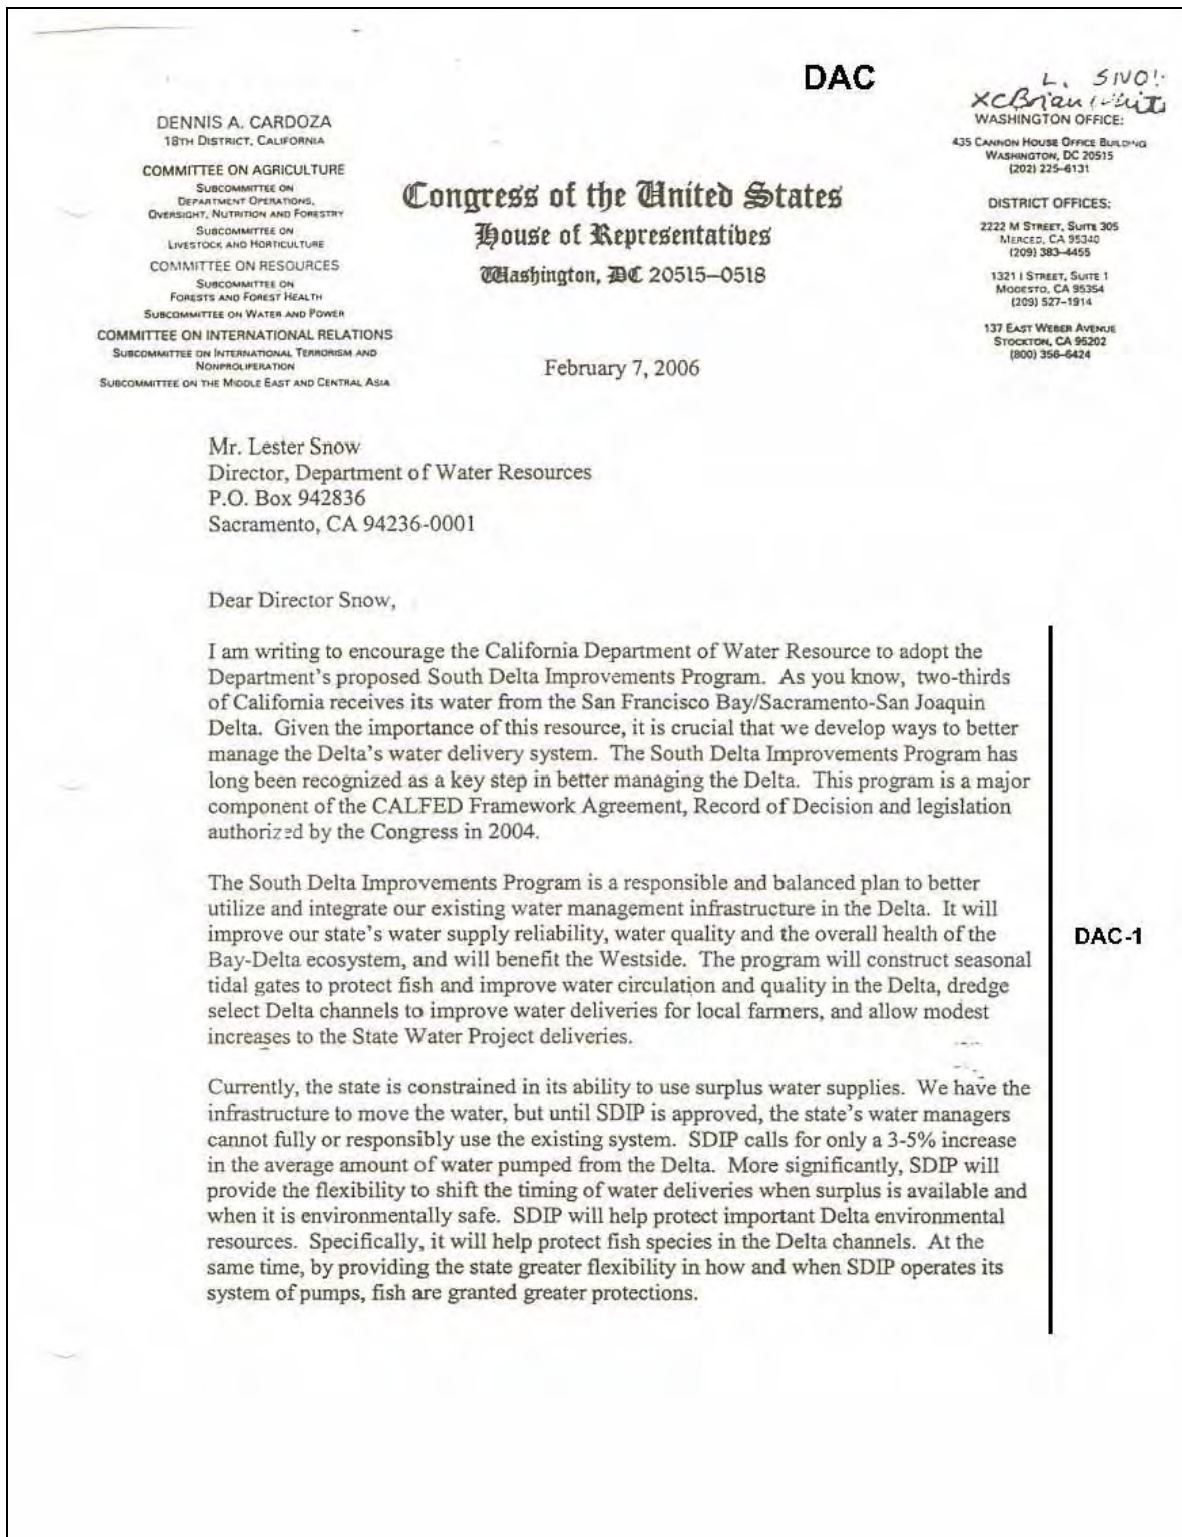 DAC
DENNIS A. CARDOZA
18TH DISTRICT, CALIFORNIA
COMMITTEE ON AGRICULTURE
SUBCOMMITTEE ON
DEPARTMENT OPERATIONS,
OVERSIGHT, NUTRITION AND FORESTRY
SUBCOMMITTEE ON
LIVESTOCK AND HORTICULTURE
COMMITTEE ON RESOURCES
SUBCOMMITTEE ON
FORESTS AND FOREST HEALTH
SUBCOMMITTEE ON WATER AND POWER
COMMITTEE ON INTERNATIONAL RELATIONS
SUBCOMMITTEE ON INTERNATIONAL TERRORISM AND
NONPROLIFERATION
SUBCOMMITTEE ON THE MIDDLE EAST AND CENTRAL ASIA
Congress of the United States
House of Representatives
Washington, DC 20515–0518
February 7, 2006
L.
xc Brian
WASHINGTON OFFICE:
435 CANNON HOUSE OFFICE BUILDING
WASHINGTON, DC 20515
(202) 225–6131
DISTRICT OFFICES:
2222 M STREET, SUITE 305
MERCED, CA 95340
(209) 383–4455
1321 I STREET, SUITE 1
MODESTO, CA 95354
(209) 527–1914
137 EAST WEBER AVENUE
STOCKTON, CA 95202
(800) 356–6424
Mr. Lester Snow
Director, Department of Water Resources
P.O. Box 942836
Sacramento, CA 94236-0001
Dear Director Snow,
I am writing to encourage the California Department of Water Resource to adopt the
Department's proposed South Delta Improvements Program. As you know, two-thirds
of California receives its water from the San Francisco Bay/Sacramento-San Joaquin
Delta. Given the importance of this resource, it is crucial that we develop ways to better
manage the Delta's water delivery system. The South Delta Improvements Program has
long been recognized as a key step in better managing the Delta. This program is a major
component of the CALFED Framework Agreement, Record of Decision and legislation
authorized by the Congress in 2004.
The South Delta Improvements Program is a responsible and balanced plan to better
utilize and integrate our existing water management infrastructure in the Delta. It will
improve our state's water supply reliability, water quality and the overall health of the
Bay-Delta ecosystem, and will benefit the Westside. The program will construct seasonal
tidal gates to protect fish and improve water circulation and quality in the Delta, dredge
select Delta channels to improve water deliveries for local farmers, and allow modest
increases to the State Water Project deliveries.
DAC-1
Currently, the state is constrained in its ability to use surplus water supplies. We have the
infrastructure to move the water, but until SDIP is approved, the state's water managers
cannot fully or responsibly use the existing system. SDIP calls for only a 3-5% increase
in the average amount of water pumped from the Delta. More significantly, SDIP will
provide the flexibility to shift the timing of water deliveries when surplus is available and
when it is environmentally safe. SDIP will help protect important Delta environmental
resources. Specifically, it will help protect fish species in the Delta channels. At the
same time, by providing the state greater flexibility in how and when SDIP operates its
system of pumps, fish are granted greater protections.